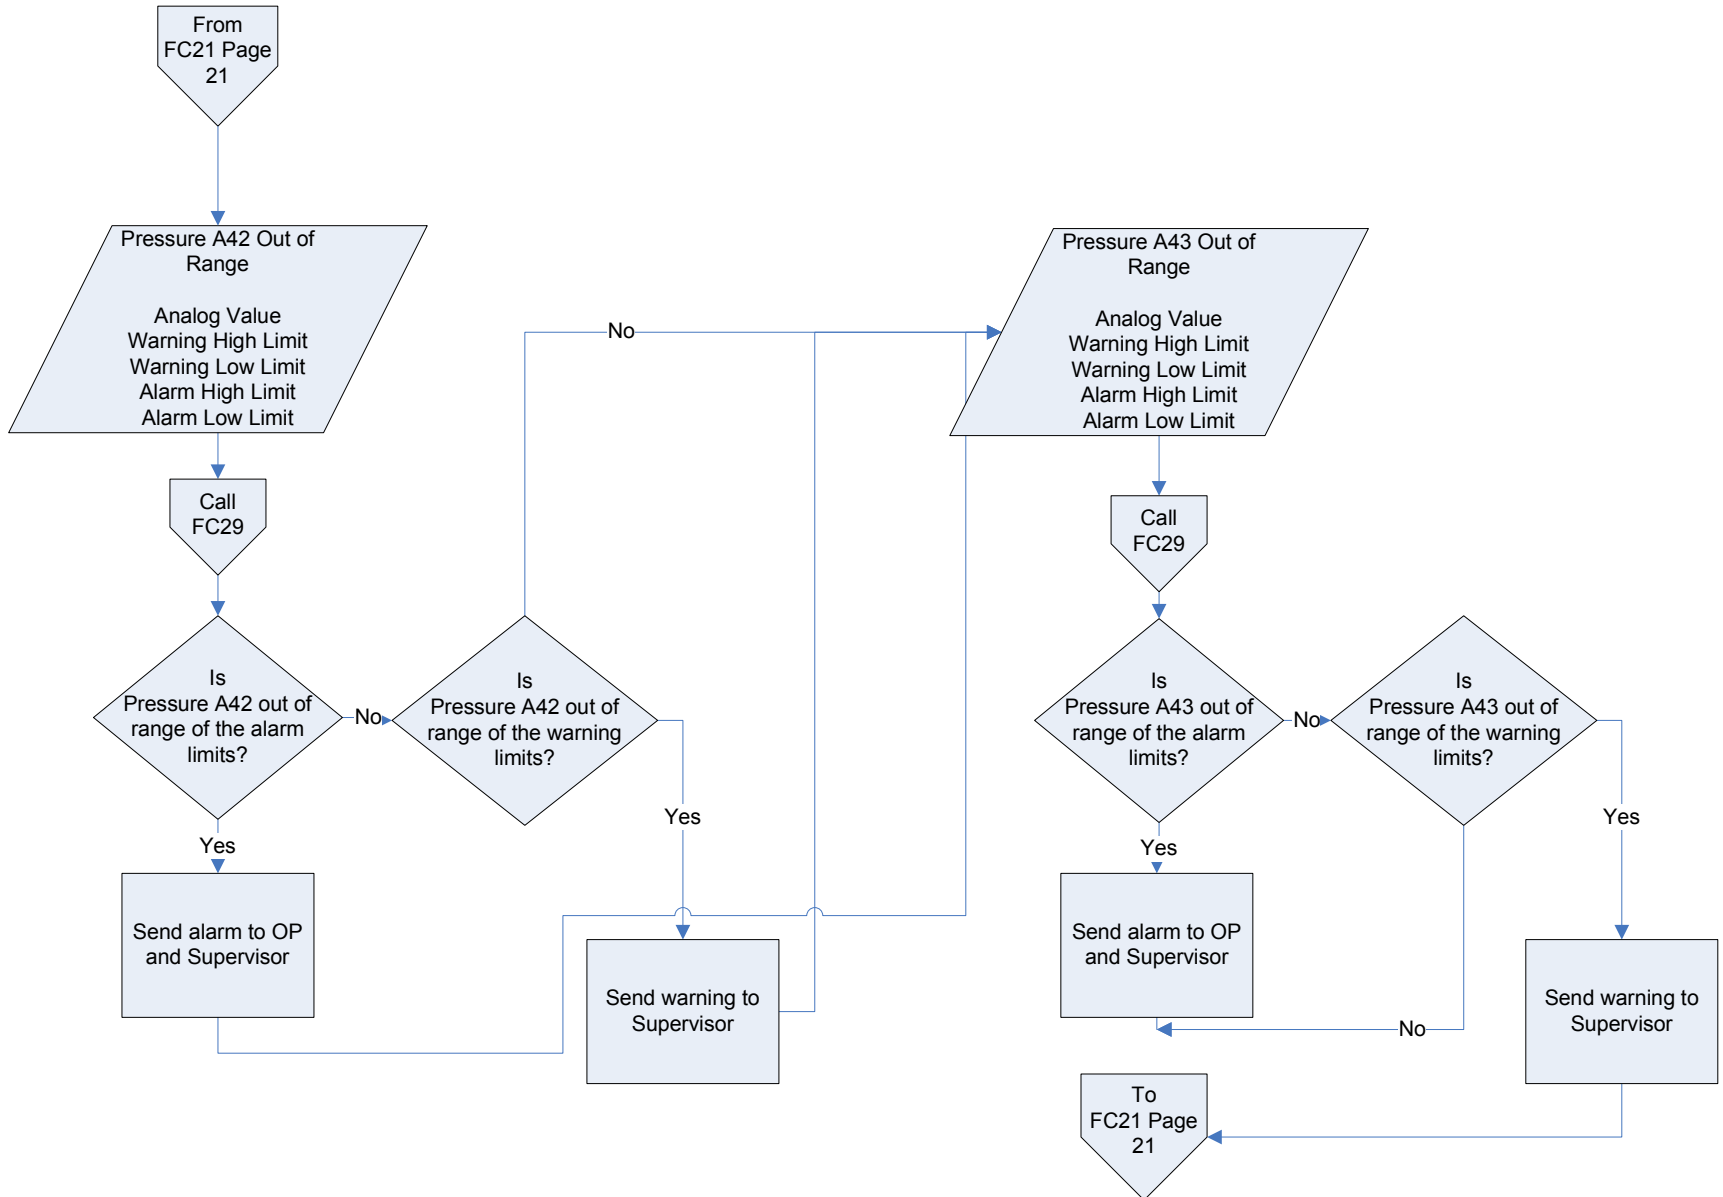 From
FC21 Page
21
Pressure A42 Out of
Range
Analog Value
Warning High Limit
Warning Low Limit
Alarm High Limit
Alarm Low Limit
Call
FC29
Is
Pressure A42 out of
range of the alarm
limits?
No
Is
Pressure A42 out of
range of the warning
limits?
No
Yes
Yes
Send alarm to OP
and Supervisor
Send warning to
Supervisor
Pressure A43 Out of
Range
Analog Value
Warning High Limit
Warning Low Limit
Alarm High Limit
Alarm Low Limit
Call
FC29
Is
Pressure A43 out of
range of the alarm
limits?
No
Is
Pressure A43 out of
range of the warning
limits?
Yes
Yes
Send alarm to OP
and Supervisor
No
Send warning to
Supervisor
To
FC21 Page
21